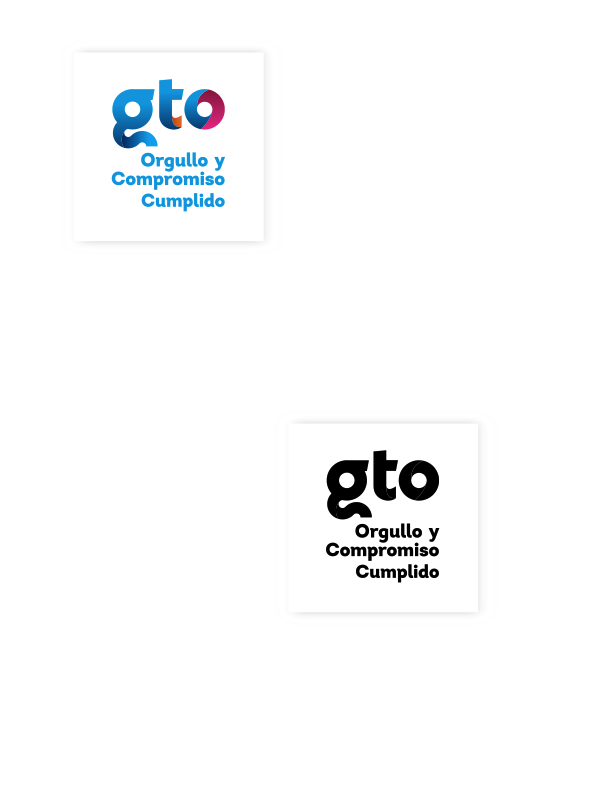 gto
Orgullo y
Compromiso
Cumplido
gto
Orgullo y
Compromiso
Cumplido